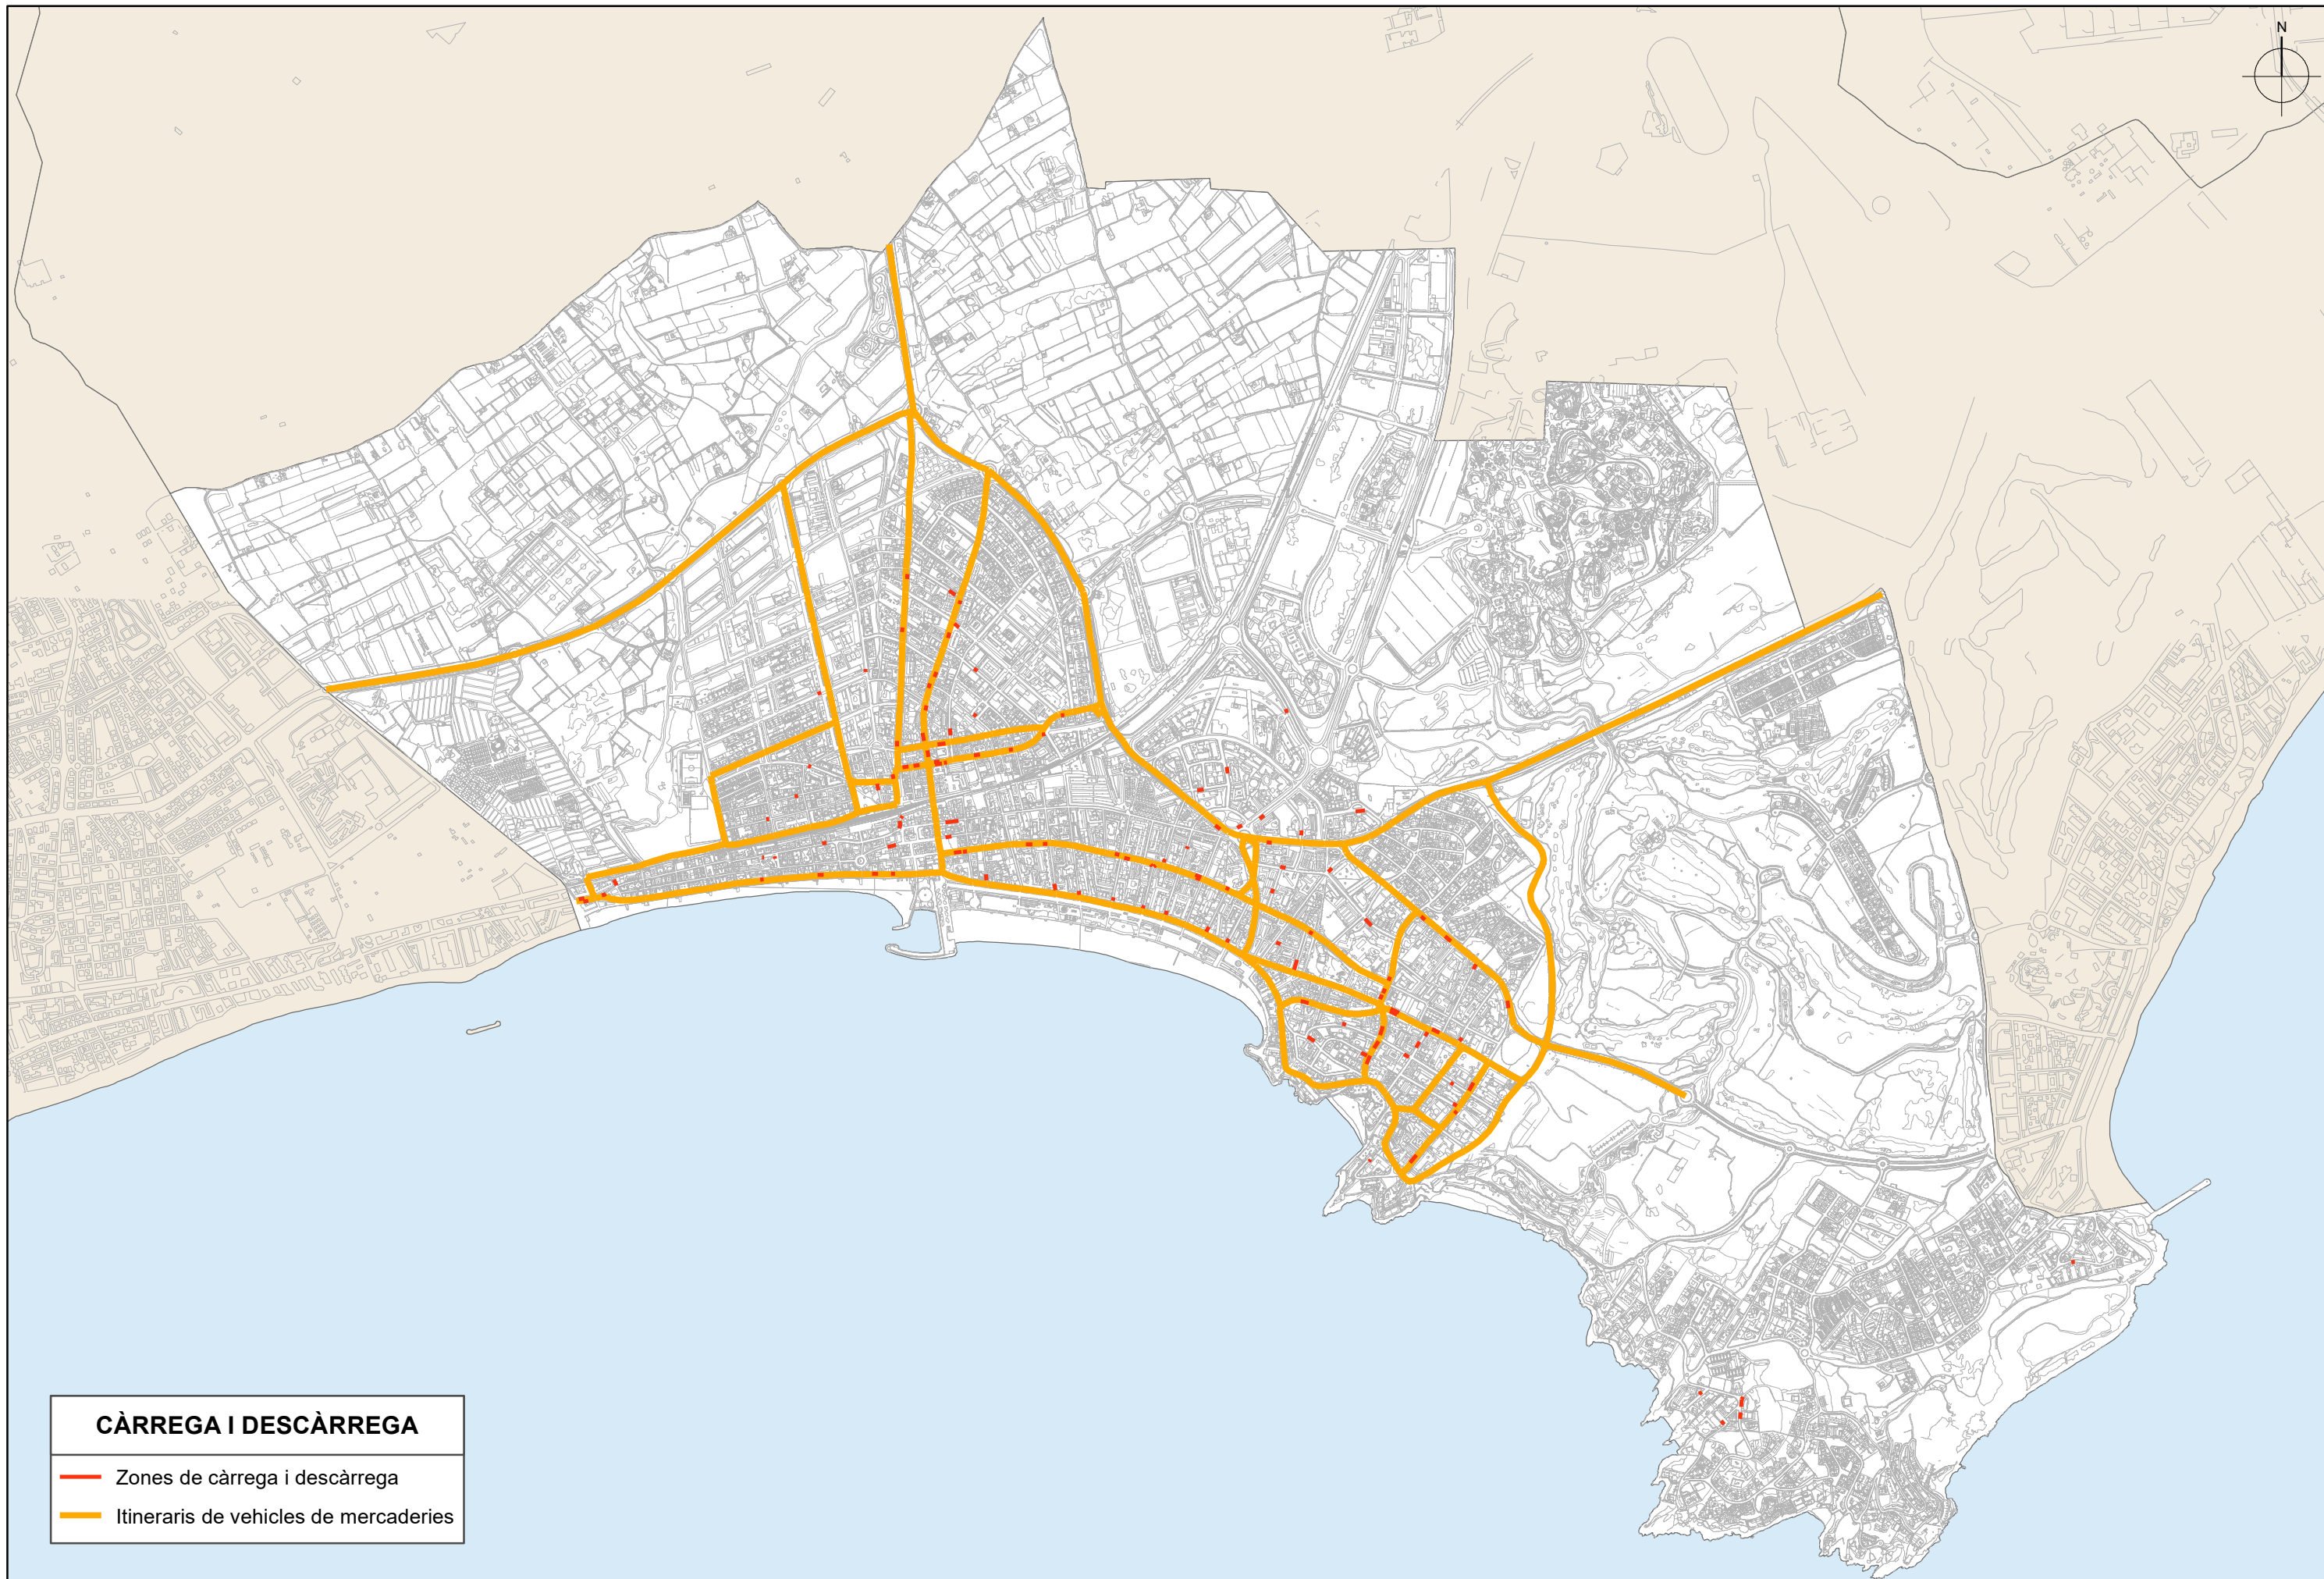 N
CÀRREGA I DESCÀRREGA
Zones de càrrega i descàrrega
Itineraris de vehicles de mercaderies